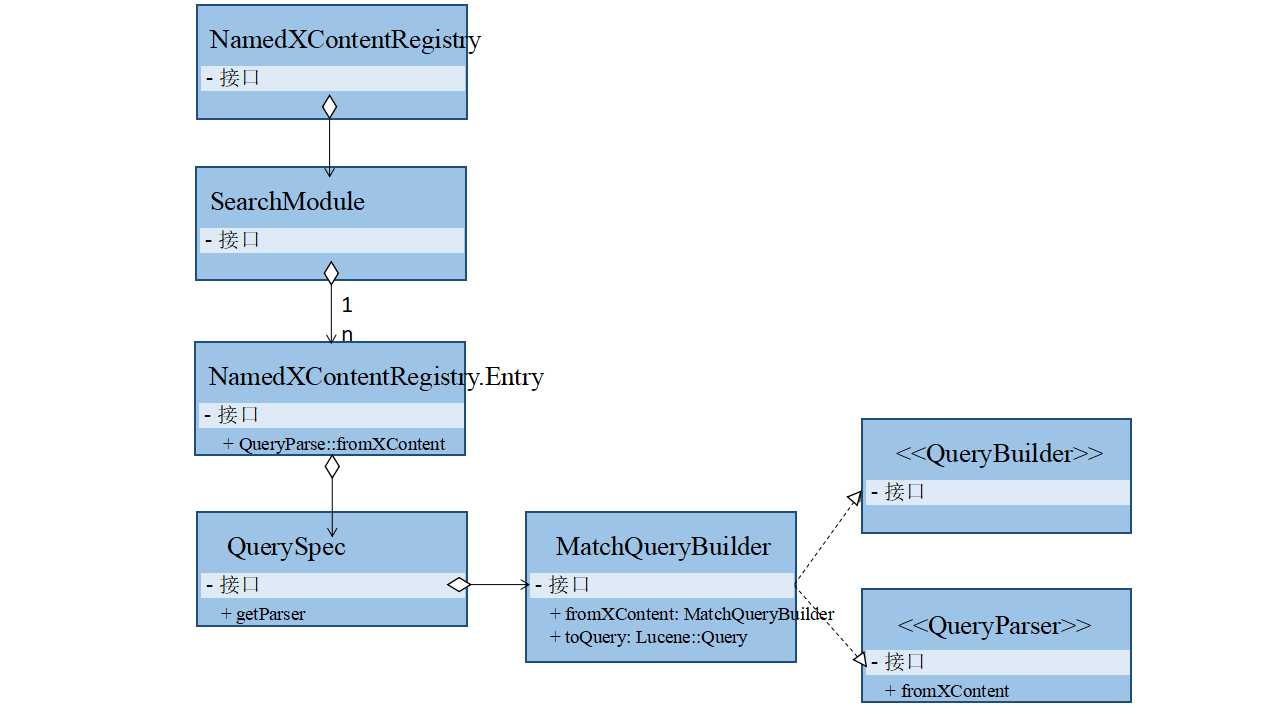 NamedXContentRegistry
- 接口
SearchModule
- 接口
1
n
NamedXContentRegistry.Entry
- 接口
+ QueryParse::fromXContent
QuerySpec
- 接口
+ getParser
MatchQueryBuilder
- 接口
+ fromXContent: MatchQueryBuilder
+ toQuery: Lucene::Query
<<QueryBuilder>>
- 接口
<<QueryParser>>
- 接口
+ fromXContent